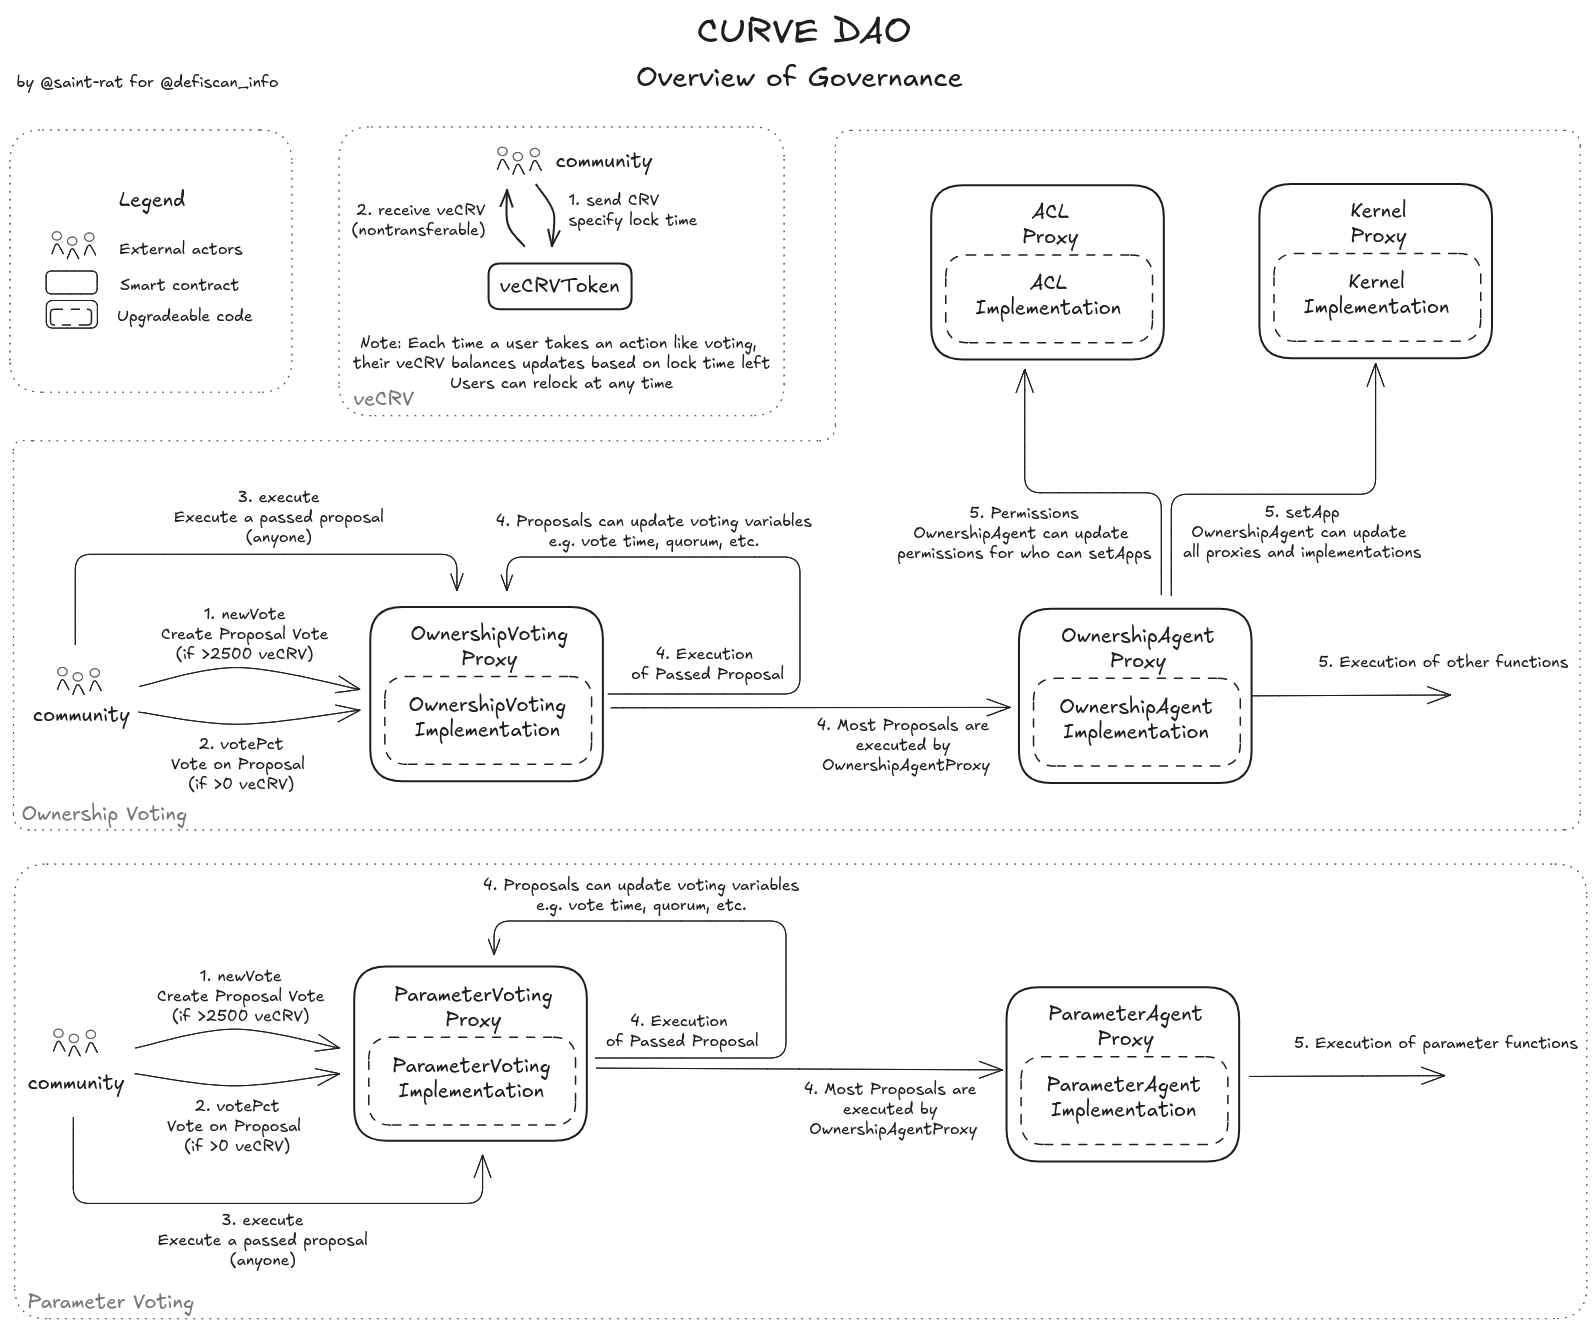 CURVE DAO
Overview of Governance
by @saint-rat for @defiscan_info
Legend
External actors
Smart contract
Upgradeable code
community
2. receive veCRV
(nontransferable)
1. send CRV
specify lock time
veCRVToken
Note: Each time a user takes an action like voting,
their veCRV balances updates based on lock time left
Users can relock at any time
veCRV
ACL
Proxy
ACL
Implementation
Kernel
Proxy
Kernel
Implementation
3. execute
Execute a passed proposal
(anyone)
4. Proposals can update voting variables
e.g. vote time, quorum, etc.
5. Permissions
OwnershipAgent can update
permissions for who can setApps
5. setApp
OwnershipAgent can update
all proxies and implementations
1. newVote
Create Proposal Vote
(if >2500 veCRV)
community
2. votePct
Vote on Proposal
(if >0 veCRV)
OwnershipVoting
Proxy
OwnershipVoting
Implementation
4. Execution
of Passed Proposal
4. Most Proposals are
executed by
OwnershipAgentProxy
OwnershipAgent
Proxy
OwnershipAgent
Implementation
5. Execution of other functions
Ownership Voting
4. Proposals can update voting variables
e.g. vote time, quorum, etc.
1. newVote
Create Proposal Vote
(if >2500 veCRV)
community
2. votePct
Vote on Proposal
(if >0 veCRV)
ParameterVoting
Proxy
ParameterVoting
Implementation
4. Execution
of Passed Proposal
4. Most Proposals are
executed by
OwnershipAgentProxy
ParameterAgent
Proxy
ParameterAgent
Implementation
5. Execution of parameter functions
3. execute
Execute a passed proposal
(anyone)
Parameter Voting